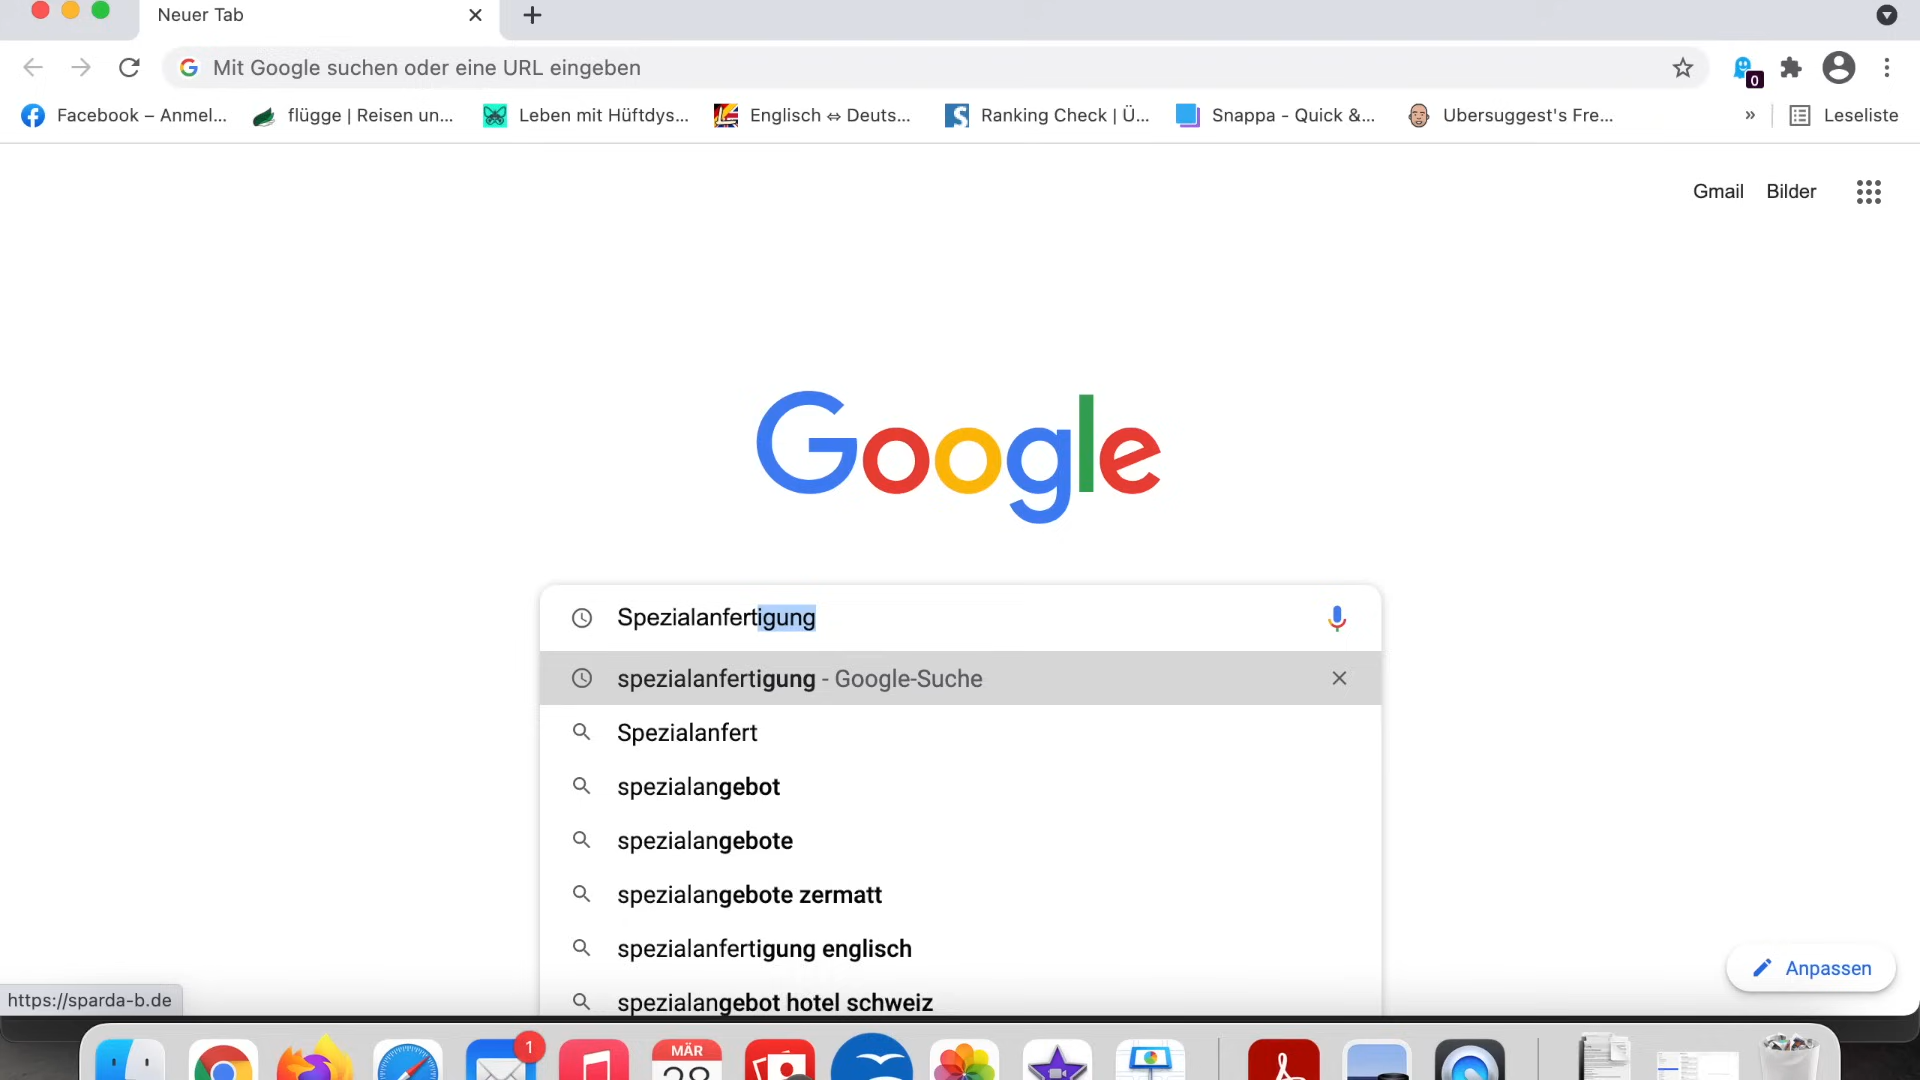 Neuer Tab
Mit Google suchen oder eine URL eingeben
0
Facebook – Anmel...
flügge | Reisen un...
Leben mit Hüftdys...
Englisch ⇔ Deuts...
Ranking Check | Ü...
Snappa - Quick &...
Ubersuggest's Fre...
»
Leseliste
Gmail
Bilder
Google
Spezialanfertigung
spezialanfertigung - Google-Suche
Spezialanfert
spezialangebot
spezialangebote
spezialangebote zermatt
spezialanfertigung englisch
spezialangebot hotel schweiz
Anpassen
https://sparda-b.de
1
MÄR